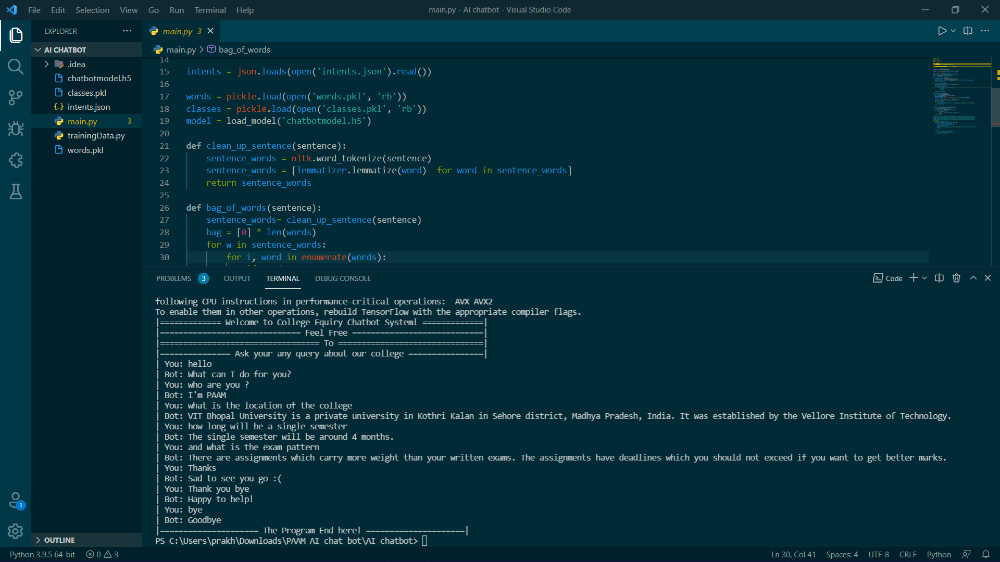 File Edit Selection View Go Run Terminal Help
main.py - AI chatbot - Visual Studio Code
EXPLORER
AI CHATBOT
.idea
chatbotmodel.h5
classes.pkl
intents.json
main.py 3
trainingData.py
words.pkl
OUTLINE
main.py 3
main.py > bag_of_words
14
15 intents = json.loads(open('intents.json').read())
16
17 words = pickle.load(open('words.pkl', 'rb'))
18 classes = pickle.load(open('classes.pkl', 'rb'))
19 model = load_model('chatbotmodel.h5')
20
21 def clean_up_sentence(sentence):
22 sentence_words = nltk.word_tokenize(sentence)
23 sentence_words = [lemmatizer.lemmatize(word)  for word in sentence_words]
24 return sentence_words
25
26 def bag_of_words(sentence):
27 sentence_words= clean_up_sentence(sentence)
28 bag = [0] * len(words)
29 for w in sentence_words:
30 for i, word in enumerate(words):
PROBLEMS 3 OUTPUT TERMINAL DEBUG CONSOLE
Code
following CPU instructions in performance-critical operations:  AVX AVX2
To enable them in other operations, rebuild TensorFlow with the appropriate compiler flags.
|============= Welcome to College Equiry Chatbot System! =============|
|============================== Feel Free ============================|
|================================== To ===============================|
|=============== Ask your any query about our college ================|
| You: hello
| Bot: What can I do for you?
| You: who are you ?
| Bot: I'm PAAM
| You: what is the location of the college
| Bot: VIT Bhopal University is a private university in Kothri Kalan in Sehore district, Madhya Pradesh, India. It was established by the Vellore Institute of Technology.
| You: how long will be a single semester
| Bot: The single semester will be around 4 months.
| You: and what is the exam pattern
| Bot: There are assignments which carry more weight than your written exams. The assignments have deadlines which you should not exceed if you want to get better marks.
| You: Thanks
| Bot: Sad to see you go :(
| You: Thank you bye
| Bot: Happy to help!
| You: bye
| Bot: Goodbye
|===================== The Program End here! =====================|
PS C:\Users\prakh\Downloads\PAAM AI chat bot\AI chatbot>
1
Python 3.9.5 64-bit 0 3
Ln 30, Col 41 Spaces: 4 UTF-8 CRLF Python